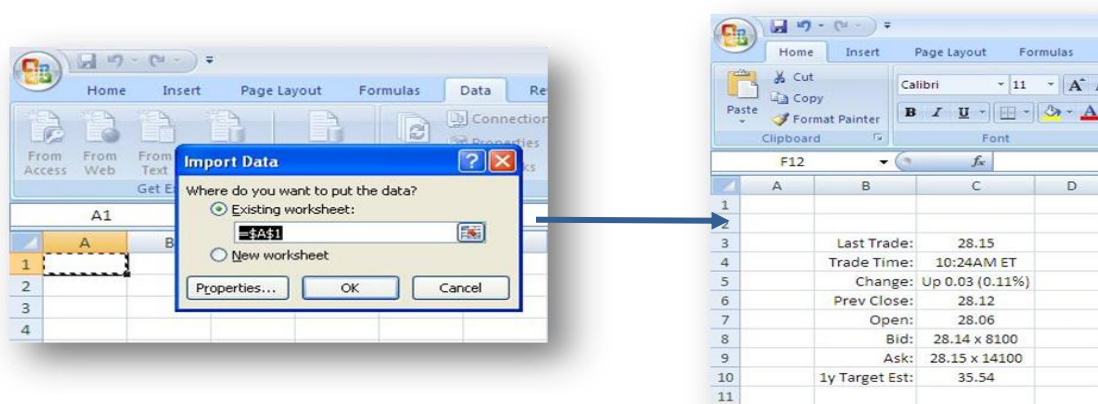 Home Insert Page Layout Formulas Data Re
Connection
Properties
From Access From Web From Text
ks
Get E
Import Data
Where do you want to put the data?
Existing worksheet:
=$A$1
New worksheet
Properties... OK Cancel
A1
A B
1
2
3
4
Home Insert Page Layout Formulas
Cut
Copy
Format Painter
Paste
Clipboard
Calibri 11 A
B I U A
Font
F12 fx
A B C D
1
2
3 Last Trade: 28.15
4 Trade Time: 10:24AM ET
5 Change: Up 0.03 (0.11%)
6 Prev Close: 28.12
7 Open: 28.06
8 Bid: 28.14 x 8100
9 Ask: 28.15 x 14100
10 1y Target Est: 35.54
11